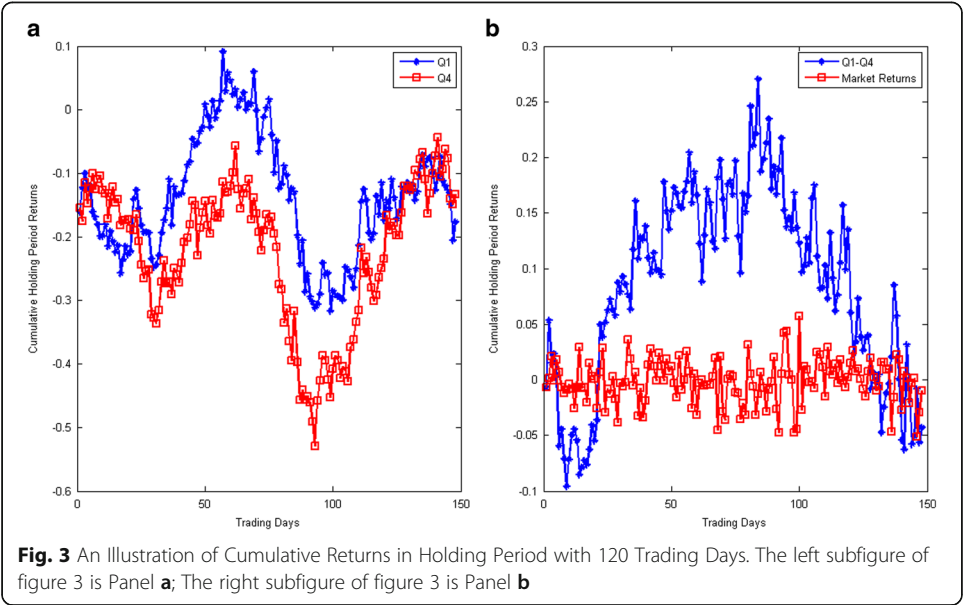 a
b
0.1
0
-0.1
-0.2
-0.3
-0.4
-0.5
-0.6
Cumulative Holding Period Returns
0
50
100
150
Trading Days
Q1
Q4
0.3
0.25
0.2
0.15
0.1
0.05
0
-0.05
-0.1
Cumulative Holding Period Returns
0
50
100
150
Trading Days
Q1-Q4
Market Returns
Fig. 3 An Illustration of Cumulative Returns in Holding Period with 120 Trading Days. The left subfigure of
figure 3 is Panel a; The right subfigure of figure 3 is Panel b